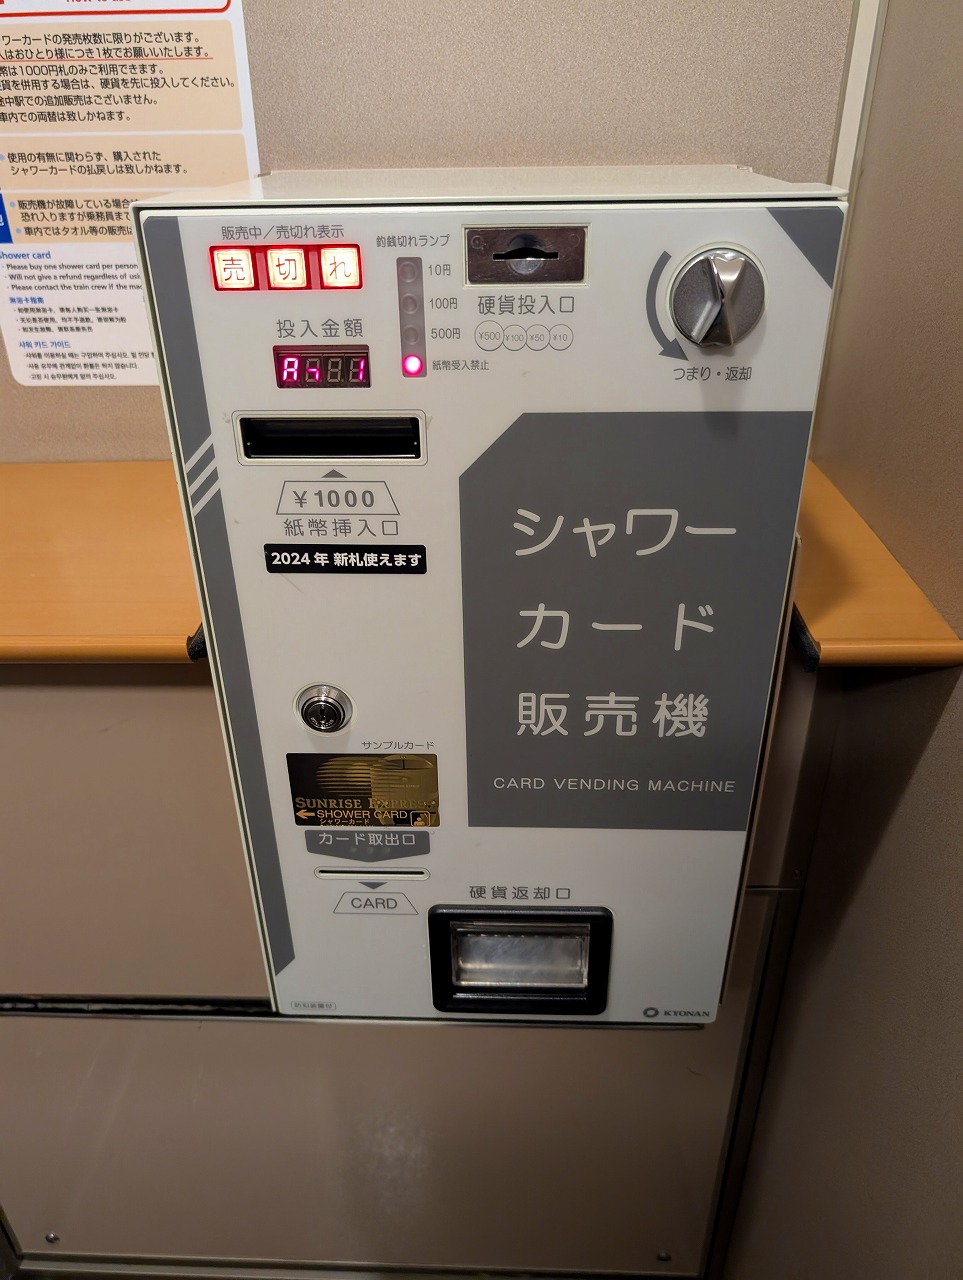 How to use
ワーカードの発売枚数に限りがございます。
人はおひとり様につき1枚でお願いいたします。
幣は1000円札のみご利用できます。
貨を併用する場合は、硬貨を先に投入してください。
途中駅での追加販売はございません。
車内での両替は致しかねます。
使用の有無に関わらず、購入された
シャワーカードの払戻しは致しかねます。
販売機が故障している場合は
恐れ入りますが乗務員まで
車内ではタオル等の販売は
Shower card
Please buy one shower card per person
Will not give a refund regardless of
Please contact the train crew if the
샤워 카드 가이드
販売中／売切れ表示
売 切 れ
釣銭切れランプ
10円
100円
500円
紙幣受入禁止
投入金額
硬貨投入口
¥500 ¥100 ¥50 ¥10
つまり・返却
¥1000
紙幣挿入口
2024年 新札使えます
シャワー
カード
販売機
CARD VENDING MACHINE
サンプルカード
SUNRISE EXPRESS
SHOWER CARD
シャワーカード
カード取出口
CARD
硬貨返却口
KYONAN